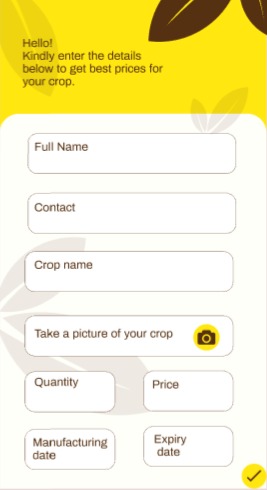 Hello!
Kindly enter the details
below to get best prices for
your crop.
Full Name
Contact
Crop name
Take a picture of your crop
Quantity
Price
Manufacturing
date
Expiry
date